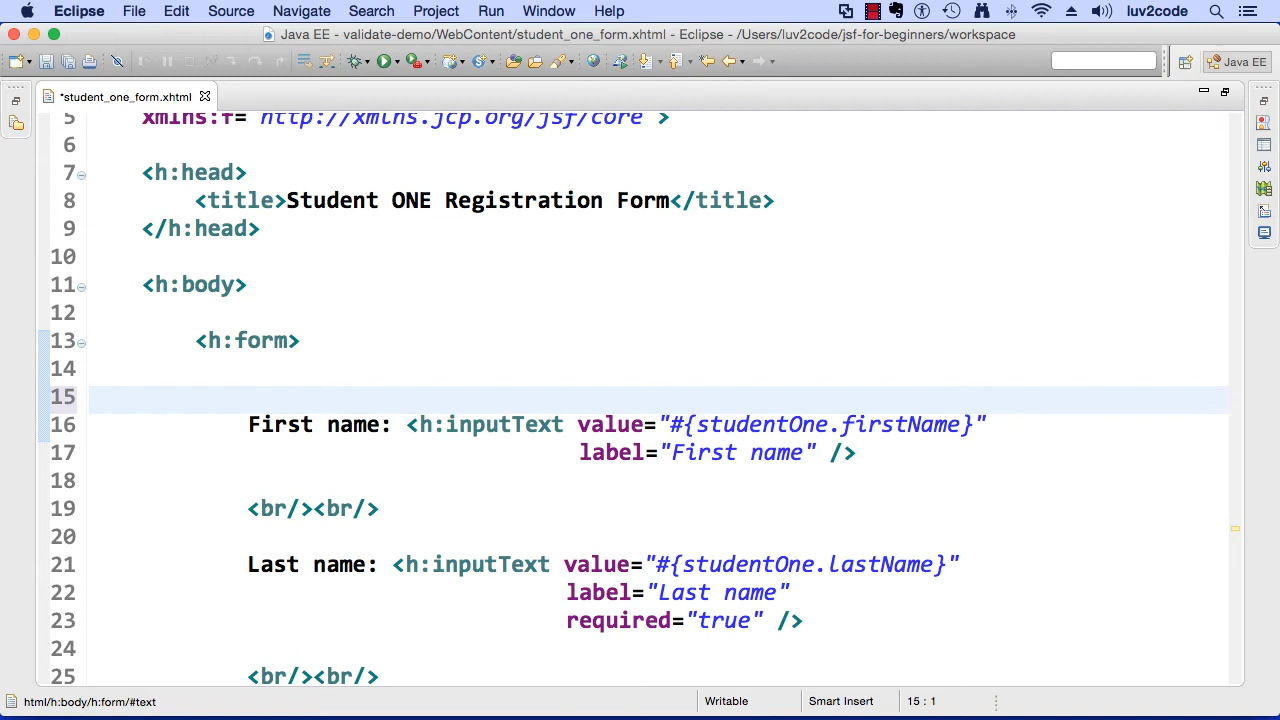 Eclipse File Edit Source Navigate Search Project Run Window Help luv2code
Java EE - validate-demo/WebContent/student_one_form.xhtml - Eclipse - /Users/luv2code/jsf-for-beginners/workspace
Java EE
*student_one_form.xhtml
5 xmlns:f="http://xmlns.jcp.org/jsf/core">
6
7 <h:head>
8 <title>Student ONE Registration Form</title>
9 </h:head>
10
11 <h:body>
12
13 <h:form>
14
15
16 First name: <h:inputText value="#{studentOne.firstName}"
17 label="First name" />
18
19 <br/><br/>
20
21 Last name: <h:inputText value="#{studentOne.lastName}"
22 label="Last name"
23 required="true" />
24
25 <br/><br/>
html/h:body/h:form/#text Writable Smart Insert 15 : 1